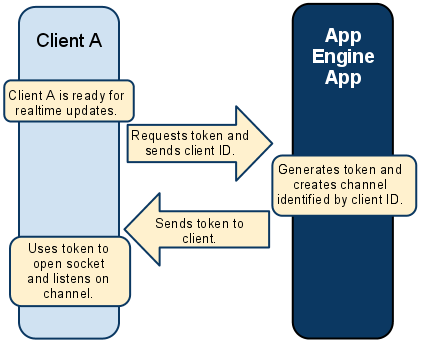 Client A
App
Engine
App
Client A is ready for
realtime updates.
Requests token and
sends client ID.
Generates token and
creates channel
identified by client ID.
Sends token to
client.
Uses token to
open socket
and listens on
channel.